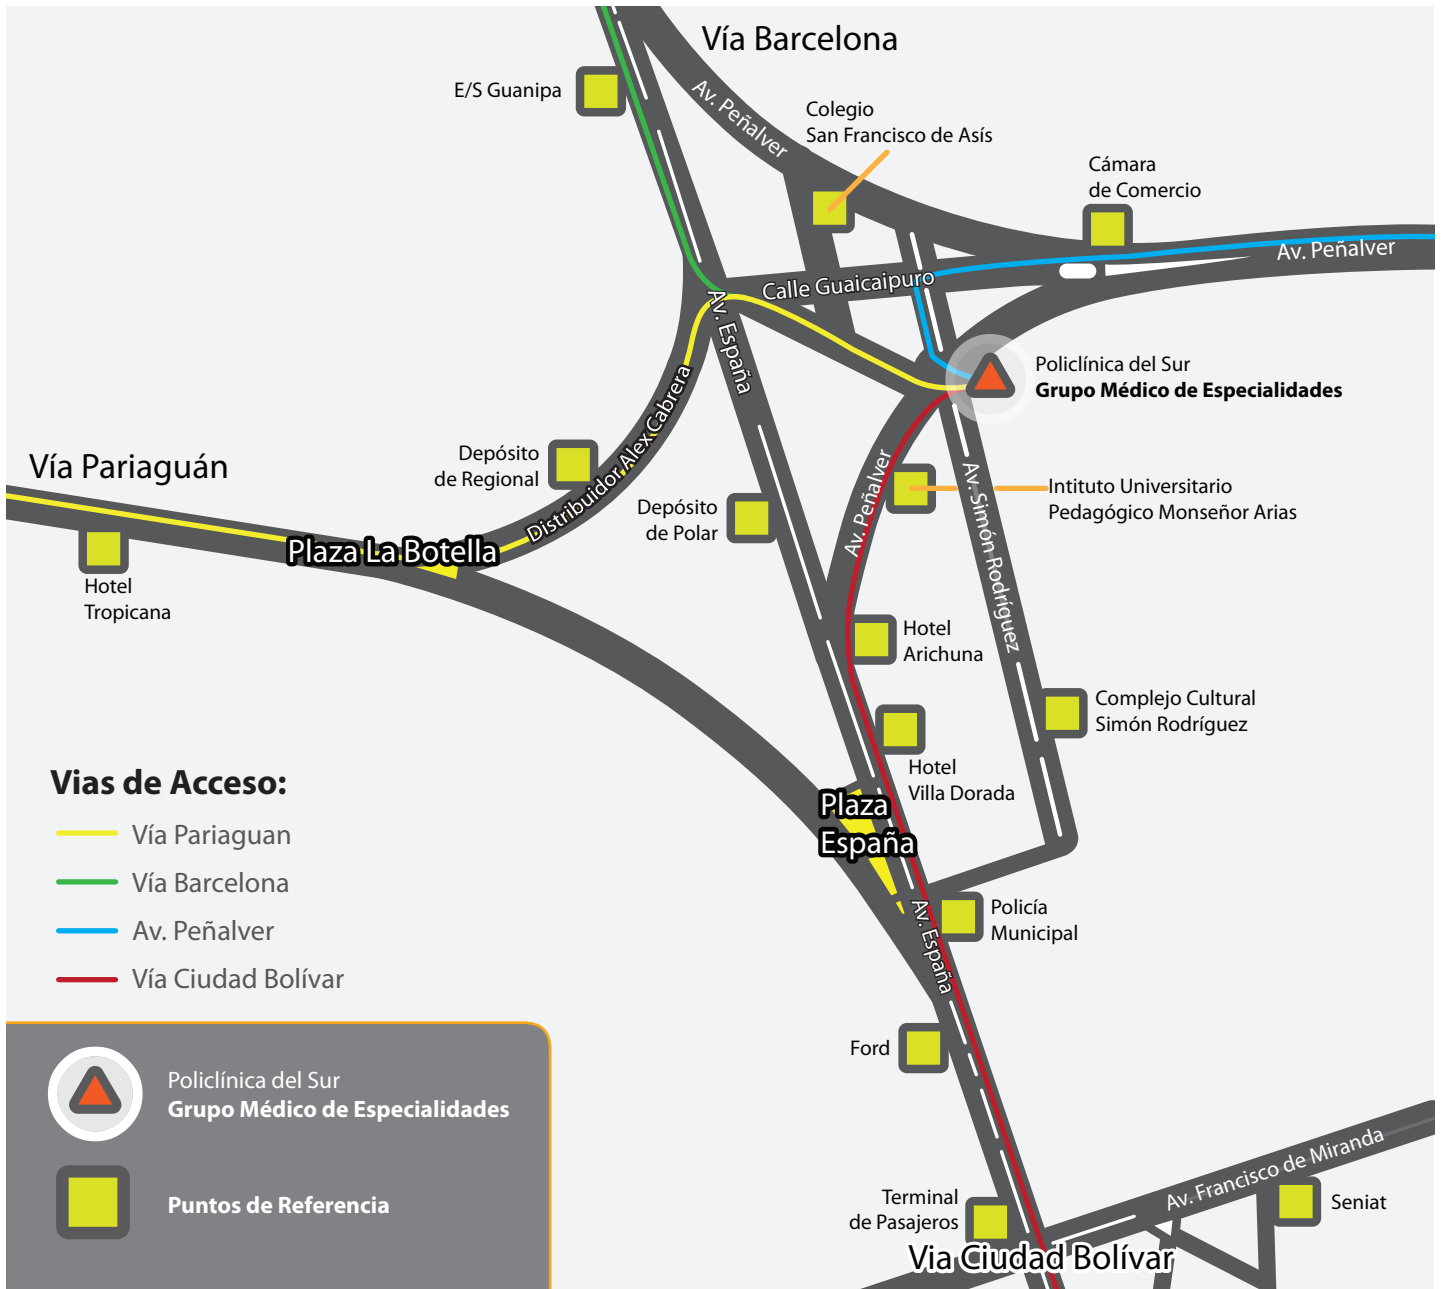 Vía Barcelona
E/S Guanipa
Av. Peñalver
Colegio
San Francisco de Asís
Cámara
de Comercio
Av. Peñalver
Calle Guaicaipuro
Av. España
Policlínica del Sur
Grupo Médico de Especialidades
Distribuidor Alex Cabrera
Vía Pariaguán
Depósito
de Regional
Depósito
de Polar
Av. Peñalver
Av. Simón Rodríguez
Intituto Universitario
Pedagógico Monseñor Arias
Plaza La Botella
Hotel
Tropicana
Hotel
Arichuna
Complejo Cultural
Simón Rodríguez
Hotel
Villa Dorada
Plaza
España
Vias de Acceso:
Vía Pariaguan
Vía Barcelona
Av. Peñalver
Vía Ciudad Bolívar
Av. España
Policía
Municipal
Ford
Policlínica del Sur
Grupo Médico de Especialidades
Puntos de Referencia
Av. Francisco de Miranda
Terminal
de Pasajeros
Seniat
Via Ciudad Bolívar